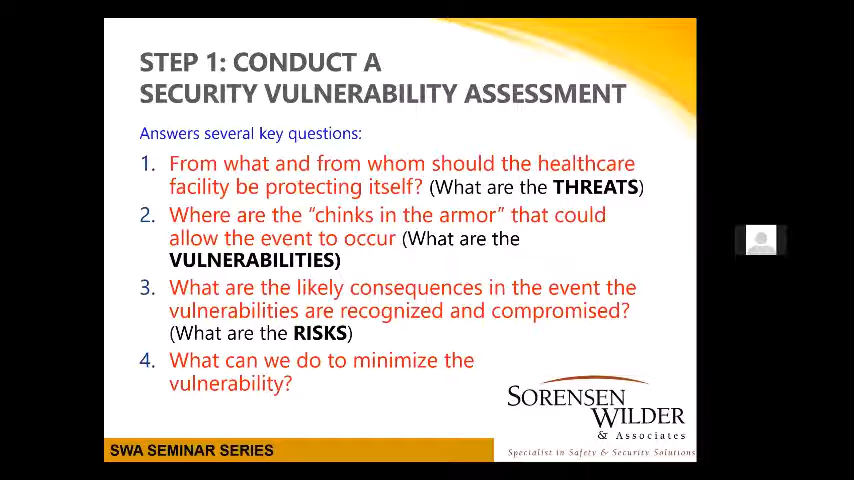 STEP 1: CONDUCT A
SECURITY VULNERABILITY ASSESSMENT
Answers several key questions:
1. From what and from whom should the healthcare
facility be protecting itself? (What are the THREATS)
2. Where are the “chinks in the armor” that could
allow the event to occur (What are the
VULNERABILITIES)
3. What are the likely consequences in the event the
vulnerabilities are recognized and compromised?
(What are the RISKS)
4. What can we do to minimize the
vulnerability?
SORENSEN
WILDER
& Associates
Specialist in Safety & Security Solutions
SWA SEMINAR SERIES